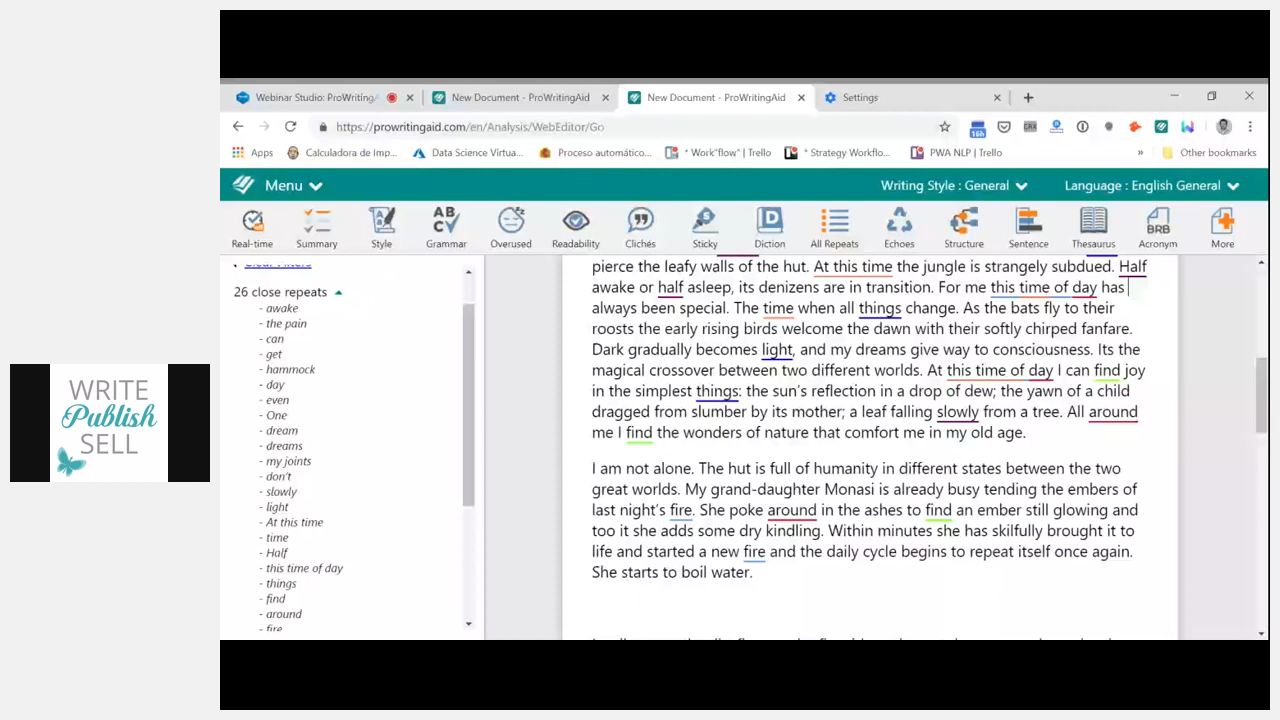 WRITE
Publish
SELL
Webinar Studio: ProWriting/
New Document - ProWritingAid
New Document - ProWritingAid
Settings
https://prowritingaid.com/en/Analysis/WebEditor/Go
16h
Apps
Calculadora de Imp...
Data Science Virtua...
Proceso automático...
* Work"flow"| | Trello
* Strategy Workflo...
PWA NLP | Trello
»
Other bookmarks
Menu
Writing Style : General
Language : English General
Real-time
Summary
Style
Grammar
Overused
Readability
Clichés
Sticky
Diction
All Repeats
Echoes
Structure
Sentence
Thesaurus
Acronym
More
Clear Filters
26 close repeats
- awake
- the pain
- can
- get
- hammock
- day
- even
- One
- dream
- dreams
- my joints
- don't
- slowly
- light
- At this time
- time
- Half
- this time of day
- things
- find
- around
- fire
pierce the leafy walls of the hut. At this time the jungle is strangely subdued. Half
awake or half asleep, its denizens are in transition. For me this time of day has
always been special. The time when all things change. As the bats fly to their
roosts the early rising birds welcome the dawn with their softly chirped fanfare.
Dark gradually becomes light, and my dreams give way to consciousness. Its the
magical crossover between two different worlds. At this time of day I can find joy
in the simplest things: the sun's reflection in a drop of dew; the yawn of a child
dragged from slumber by its mother; a leaf falling slowly from a tree. All around
me I find the wonders of nature that comfort me in my old age.
I am not alone. The hut is full of humanity in different states between the two
great worlds. My grand-daughter Monasi is already busy tending the embers of
last night's fire. She poke around in the ashes to find an ember still glowing and
too it she adds some dry kindling. Within minutes she has skilfully brought it to
life and started a new fire and the daily cycle begins to repeat itself once again.
She starts to boil water.